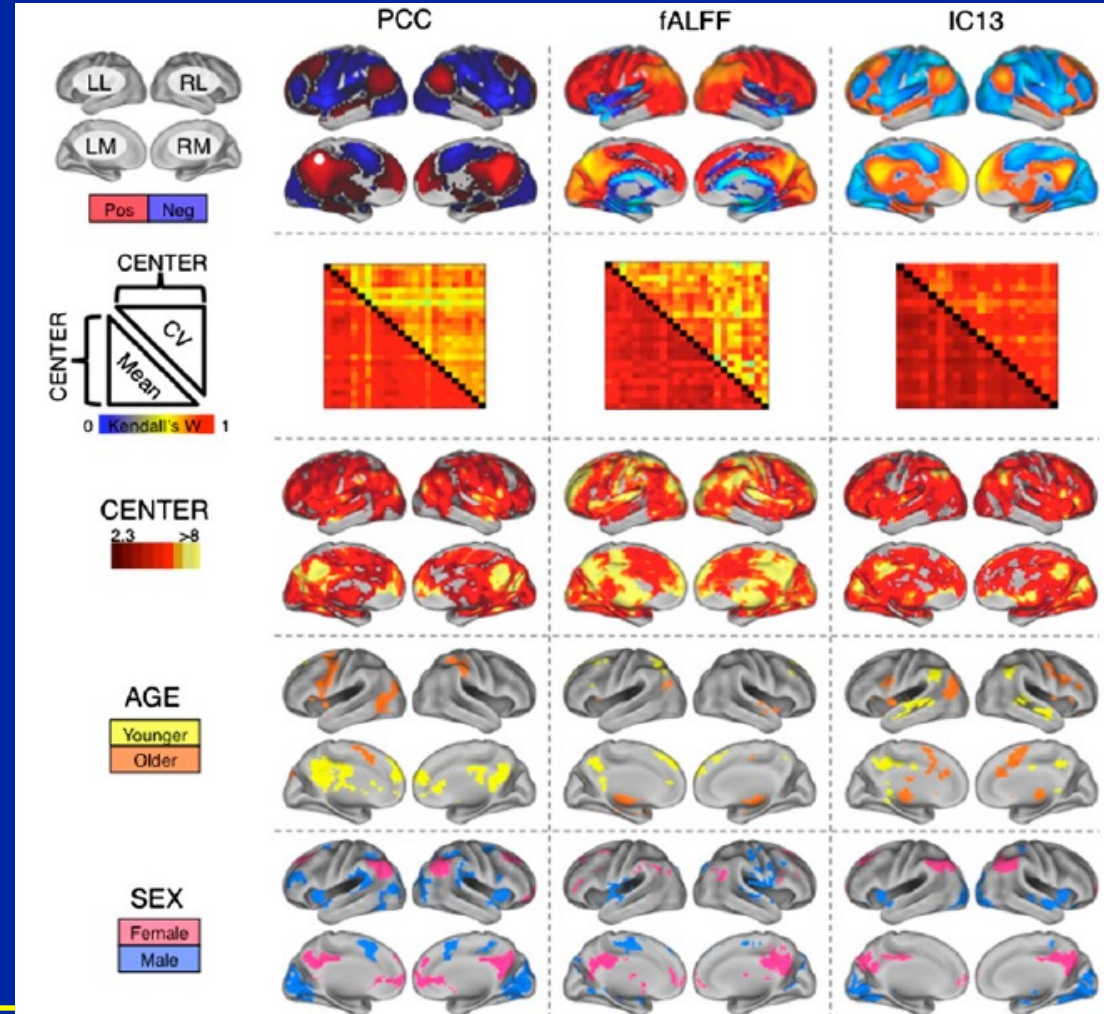 PCC fALFF IC13
LL RL
LM RM
Pos Neg
CENTER
CENTER
CV
Mean
0 Kendall's W 1
CENTER
2.3 >8
AGE
Younger
Older
SEX
Female
Male